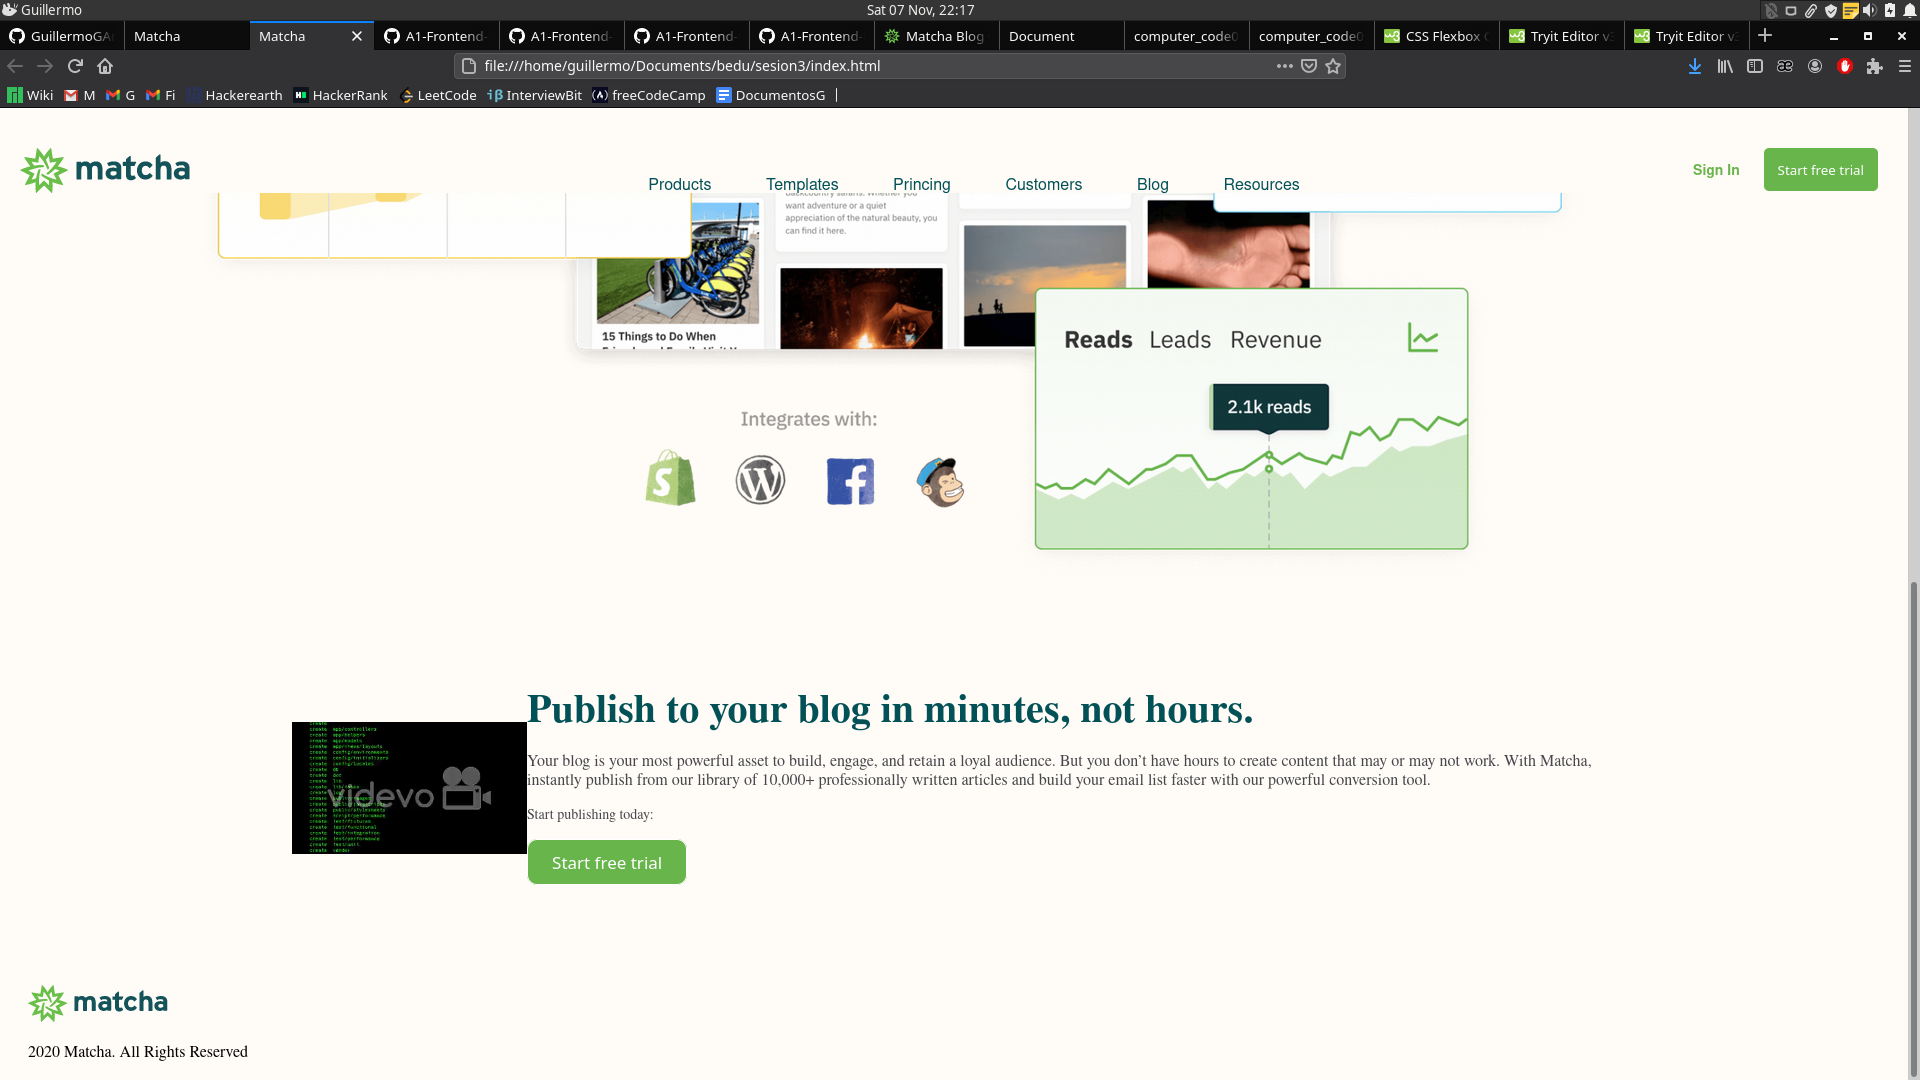 Guillermo
Sat 07 Nov, 22:17
GuillermoGA
Matcha
Matcha
A1-Frontend-
A1-Frontend-
A1-Frontend-
A1-Frontend-
Matcha Blog
Document
computer_code0
computer_code0
CSS Flexbox C
Tryit Editor v3
Tryit Editor v3
file:///home/guillermo/Documents/bedu/sesion3/index.html
Wiki
M
G
Fi
Hackerearth
HackerRank
LeetCode
InterviewBit
freeCodeCamp
DocumentosG
matcha
Products
Templates
Princing
Customers
Blog
Resources
Sign In
Start free trial
want adventure or a quiet
appreciation of the natural beauty, you
can find it here.
15 Things to Do When
Reads Leads Revenue
2.1k reads
Integrates with:
Publish to your blog in minutes, not hours.
videvo
Your blog is your most powerful asset to build, engage, and retain a loyal audience. But you don’t have hours to create content that may or may not work. With Matcha,
instantly publish from our library of 10,000+ professionally written articles and build your email list faster with our powerful conversion tool.
Start publishing today:
Start free trial
matcha
2020 Matcha. All Rights Reserved